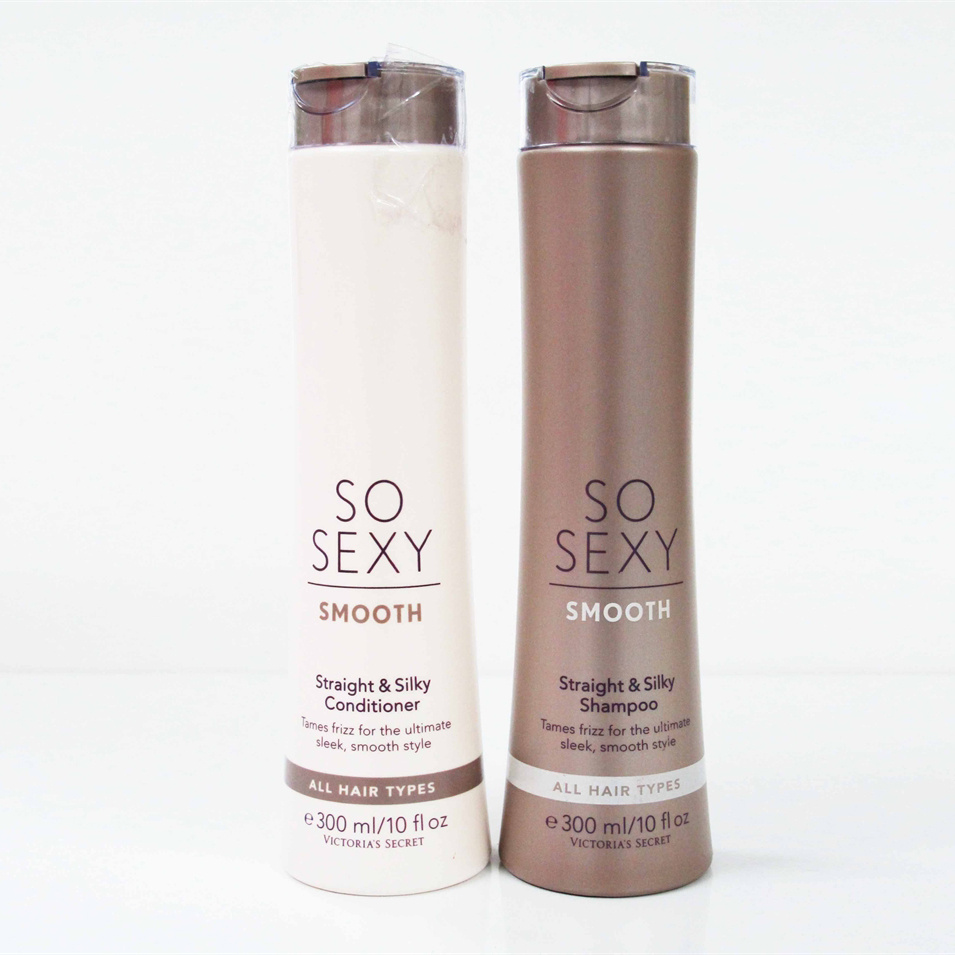 SO
SEXY
SMOOTH
Straight & Silky
Conditioner
Tames frizz for the ultimate
sleek, smooth style
ALL HAIR TYPES
e 300 ml/10 fl oz
VICTORIA'S SECRET
SO
SEXY
SMOOTH
Straight & Silky
Shampoo
Tames frizz for the ultimate
sleek, smooth style
ALL HAIR TYPES
e 300 ml/10 fl oz
VICTORIA'S SECRET